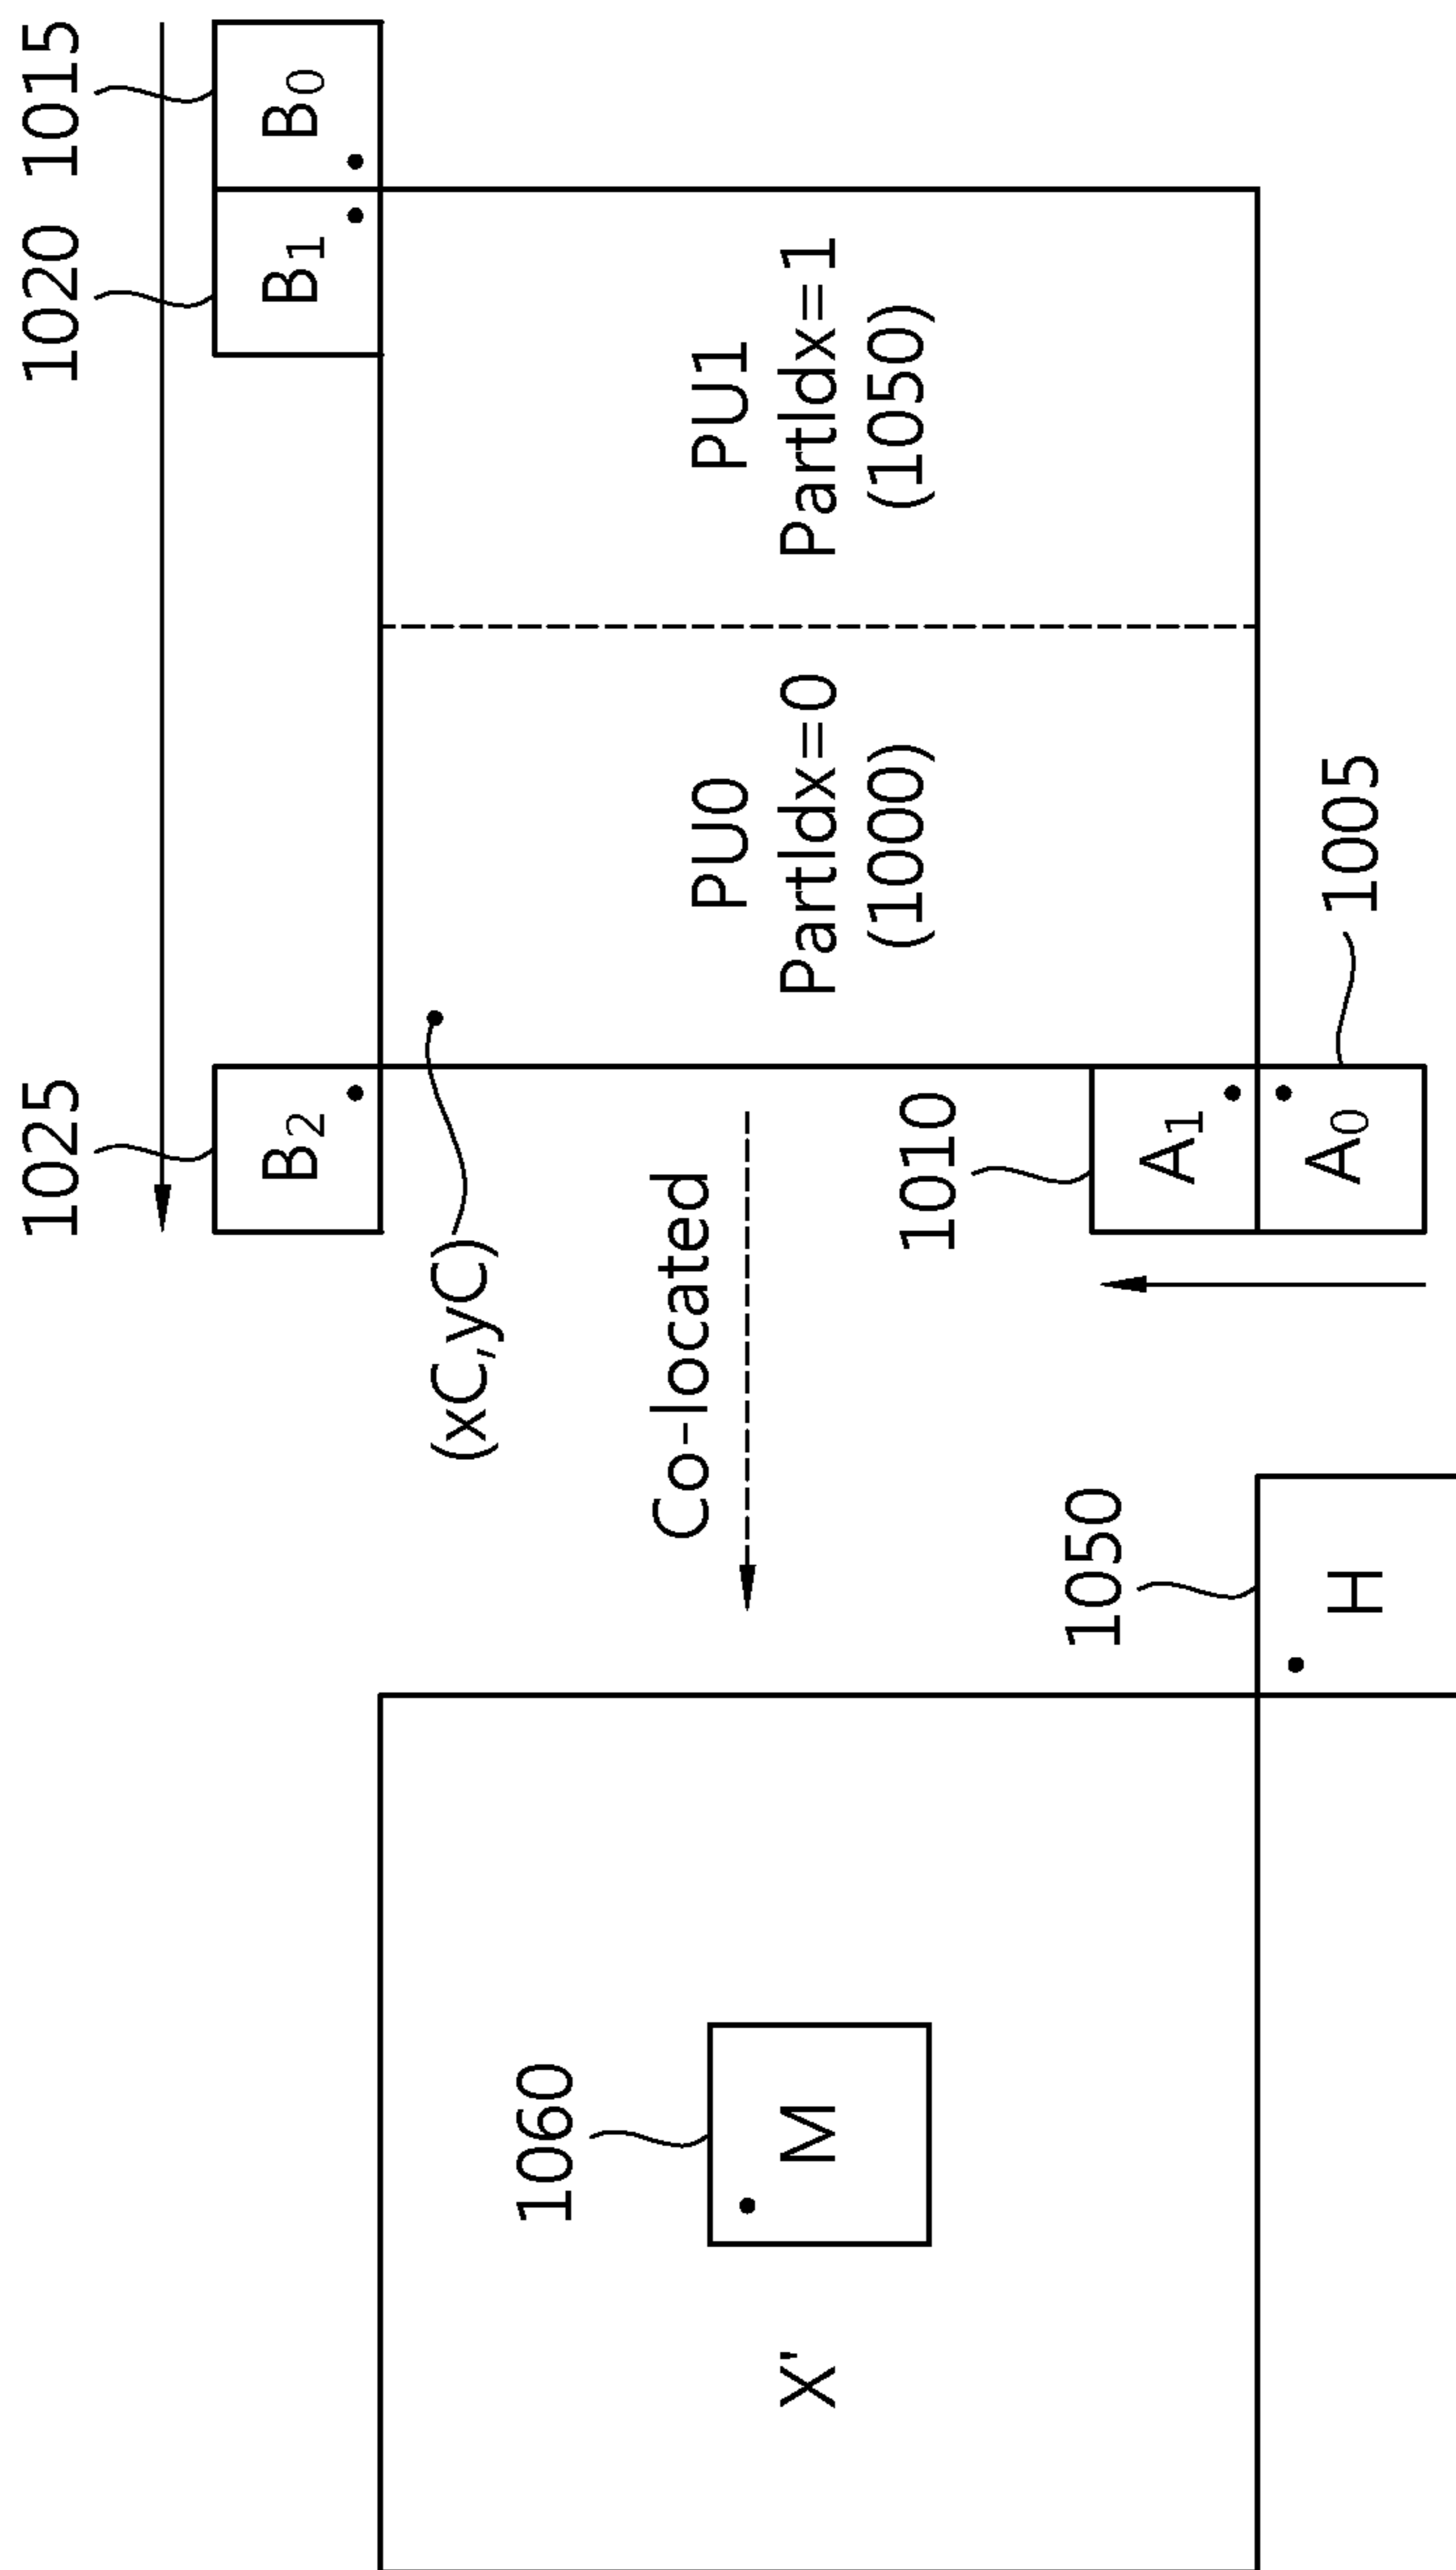 1025 1020 1015
B₂ B₁ B₀
(xC,yC)
1060
Co-located
PU0
PartIdx=0
(1000)
PU1
PartIdx=1
(1050)
X' M
1010
1050
A₁
1005
H A₀